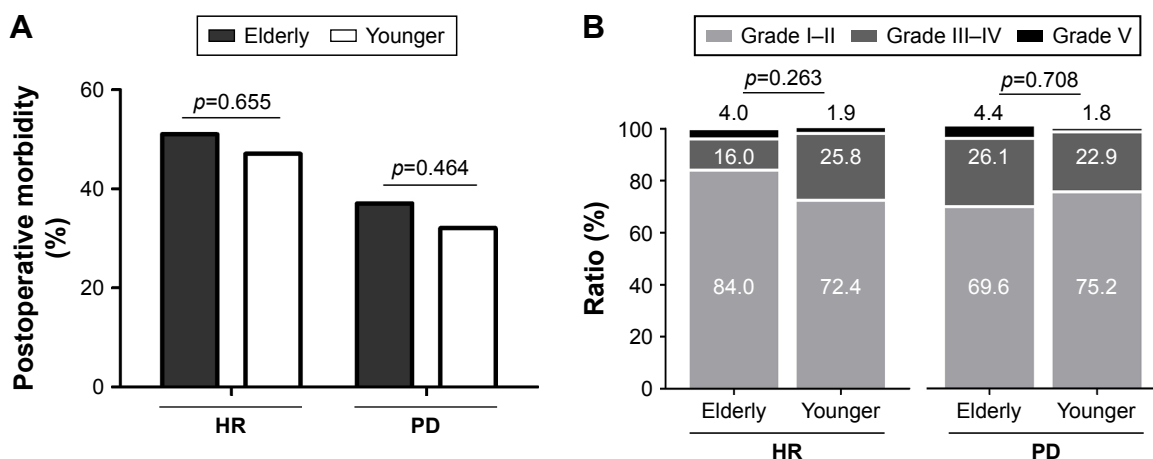 A
Elderly Younger
Postoperative morbidity
(%)
60
40
20
0
p=0.655
p=0.464
HR PD
B
Grade I–II Grade III–IV Grade V
p=0.263 p=0.708
4.0 1.9 4.4 1.8
Ratio (%)
100
80
60
40
20
0
16.0 25.8 26.1 22.9
84.0 72.4 69.6 75.2
Elderly Younger Elderly Younger
HR PD